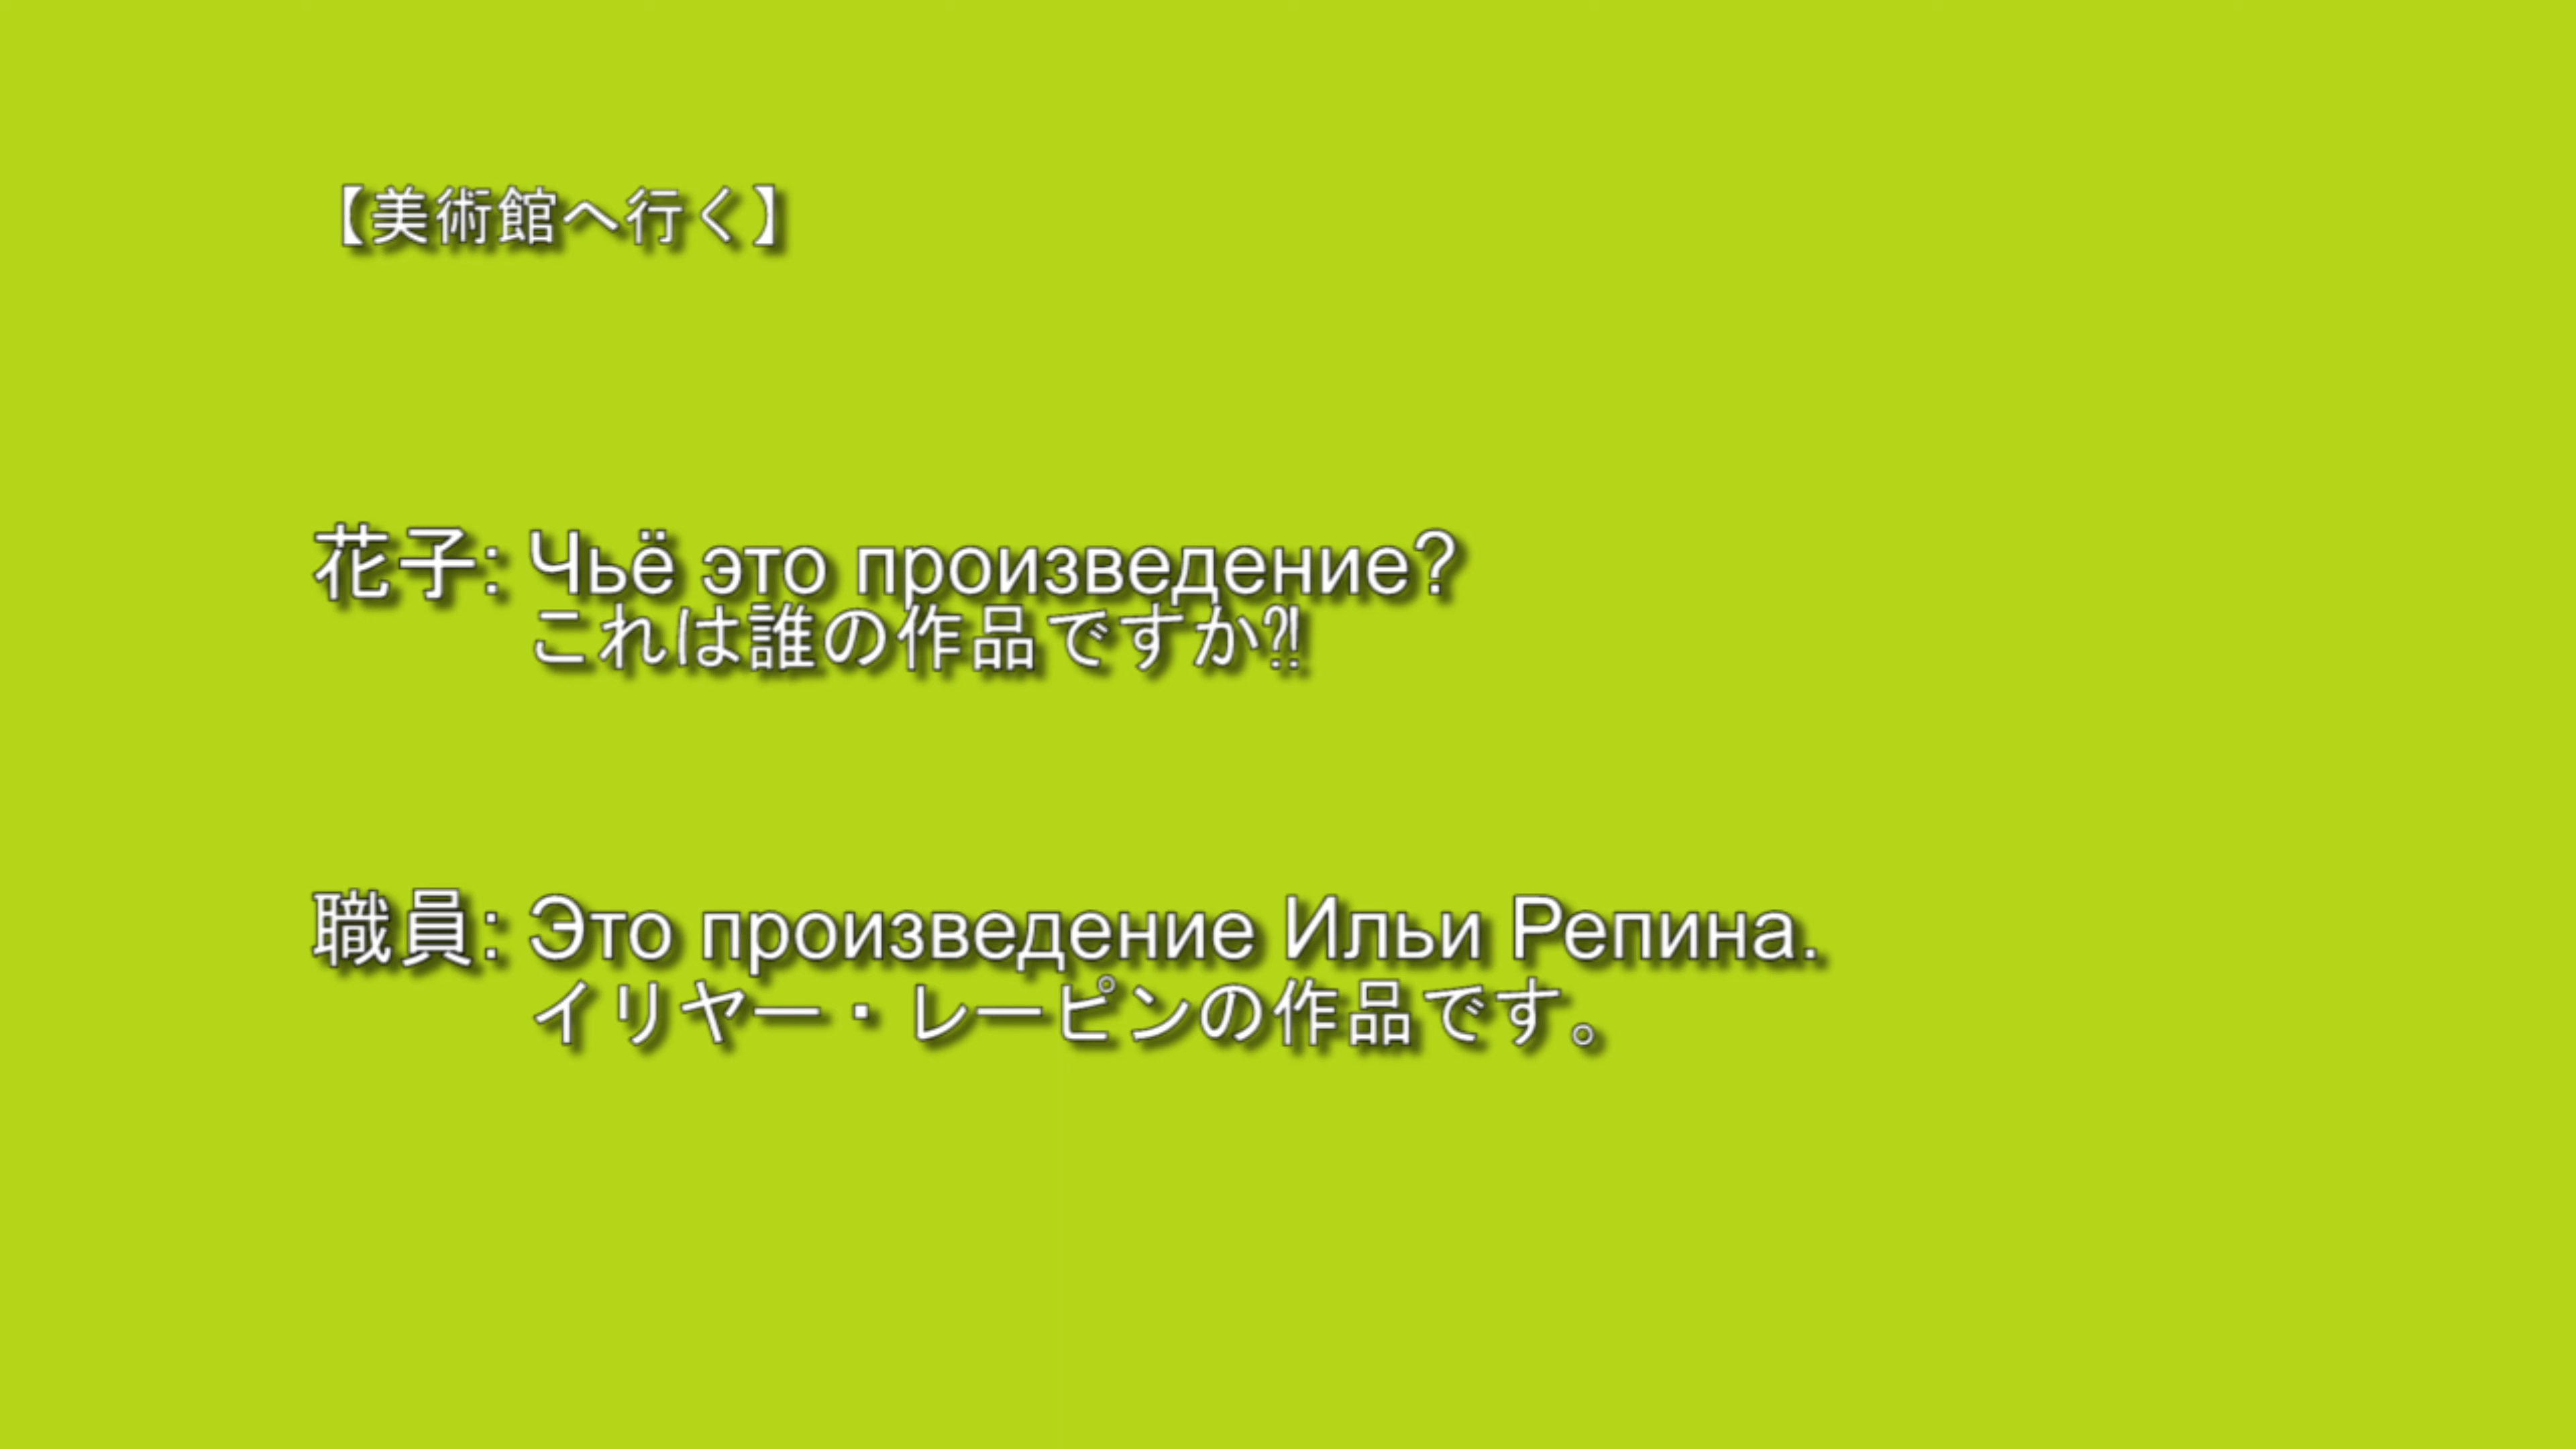 【美術館へ行く】
花子: Чьё это произведение?
これは誰の作品ですか⁈
職員: Это произведение Ильи Репина.
イリヤー・レーピンの作品です。